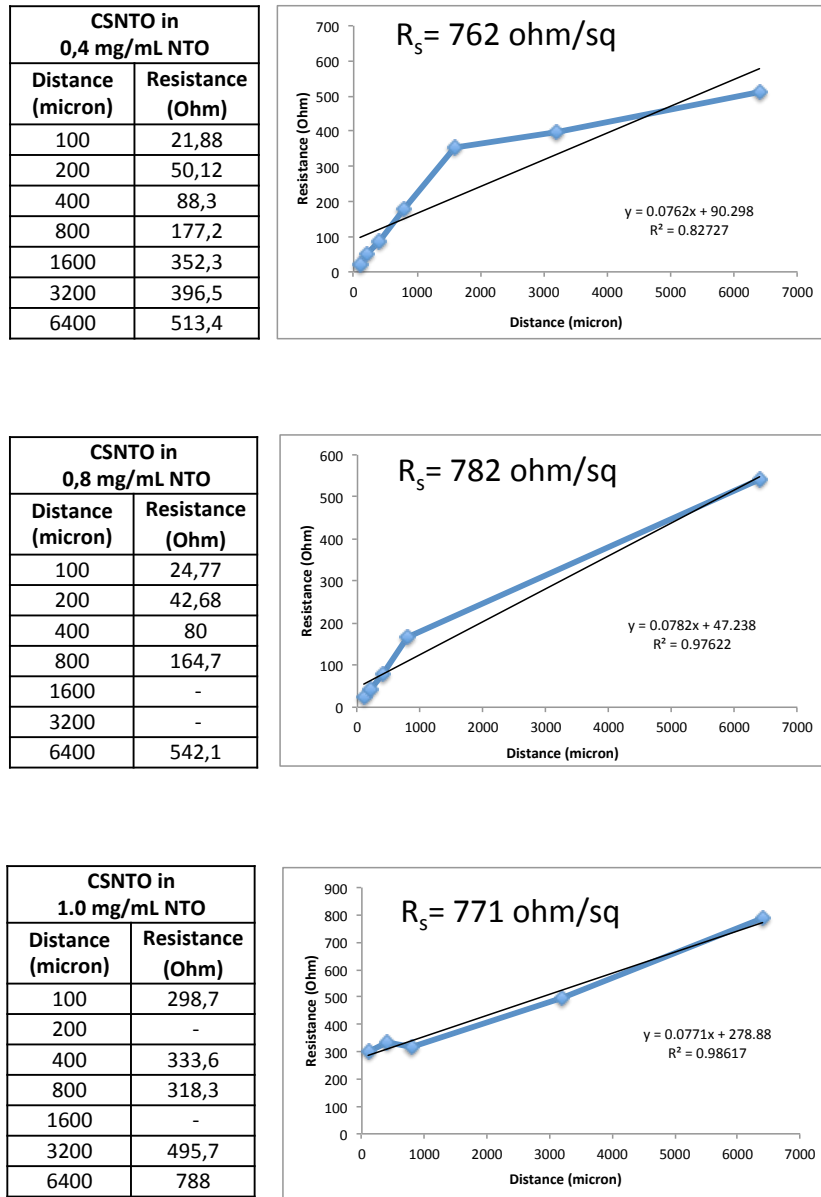 CSNTO in
0,4 mg/mL NTO
Distance (micron) Resistance (Ohm)
100 21,88
200 50,12
400 88,3
800 177,2
1600 352,3
3200 396,5
6400 513,4
Rs= 762 ohm/sq
700
600
500
400
300
200
100
0
Resistance (Ohm)
y = 0.0762x + 90.298
R² = 0.82727
0 1000 2000 3000 4000 5000 6000 7000
Distance (micron)
CSNTO in
0,8 mg/mL NTO
Distance (micron) Resistance (Ohm)
100 24,77
200 42,68
400 80
800 164,7
1600 -
3200 -
6400 542,1
Rs= 782 ohm/sq
600
500
400
300
200
100
0
Resistance (Ohm)
y = 0.0782x + 47.238
R² = 0.97622
0 1000 2000 3000 4000 5000 6000 7000
Distance (micron)
CSNTO in
1.0 mg/mL NTO
Distance (micron) Resistance (Ohm)
100 298,7
200 -
400 333,6
800 318,3
1600 -
3200 495,7
6400 788
Rs= 771 ohm/sq
900
800
700
600
500
400
300
200
100
0
Resistance (Ohm)
y = 0.0771x + 278.88
R² = 0.98617
0 1000 2000 3000 4000 5000 6000 7000
Distance (micron)